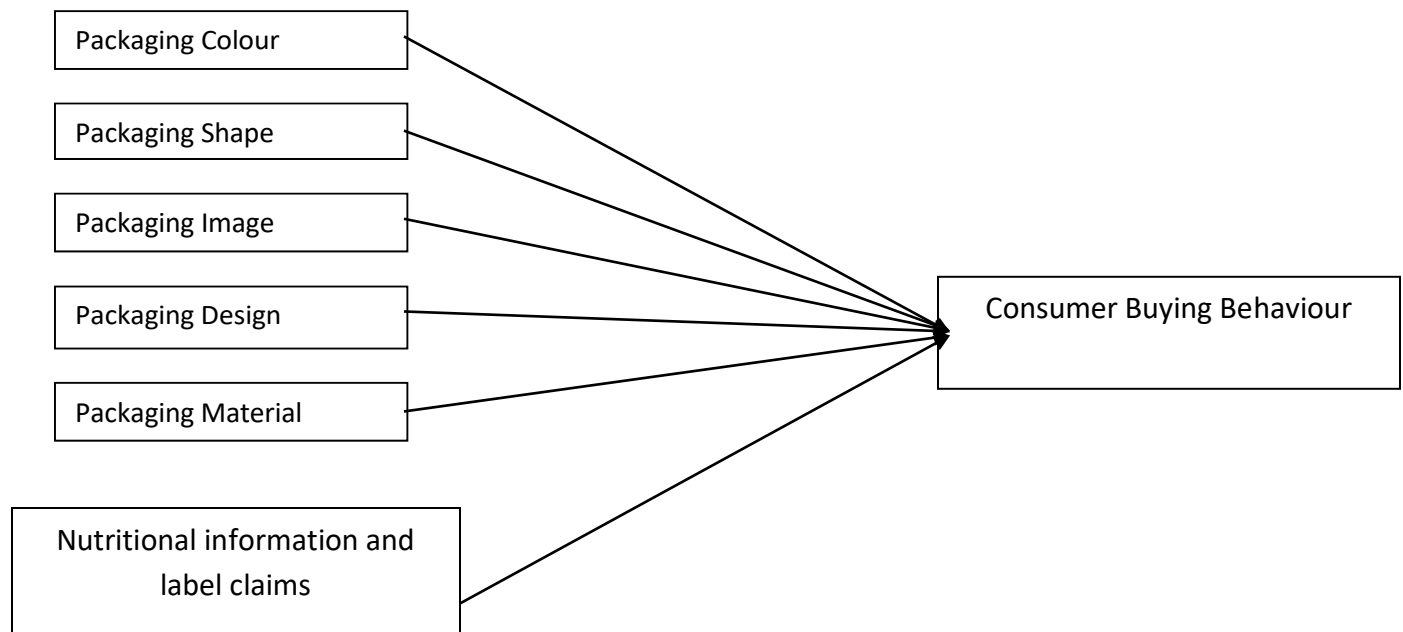 Packaging Colour
Packaging Shape
Packaging Image
Packaging Design
Packaging Material
Nutritional information and
label claims
Consumer Buying Behaviour